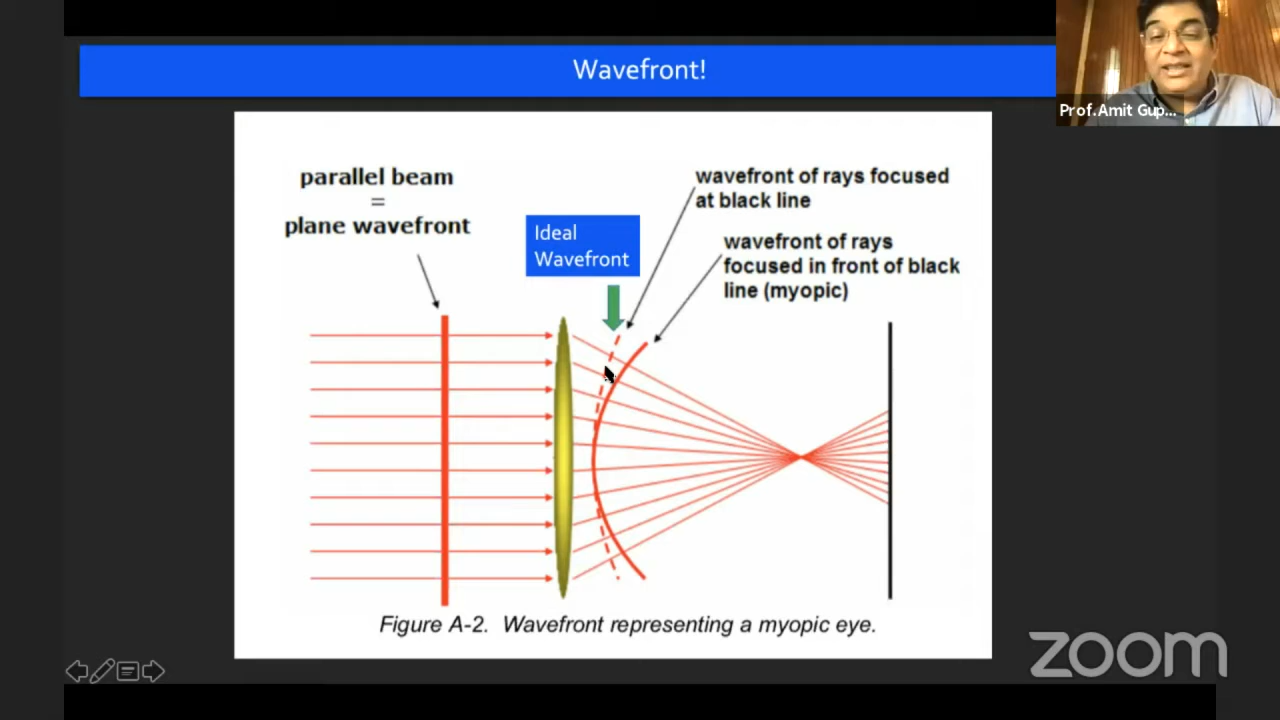 Wavefront!
Prof.Amit Gup...
parallel beam
=
plane wavefront
Ideal
Wavefront
wavefront of rays focused
at black line
wavefront of rays
focused in front of black
line (myopic)
Figure A-2. Wavefront representing a myopic eye.
zoom